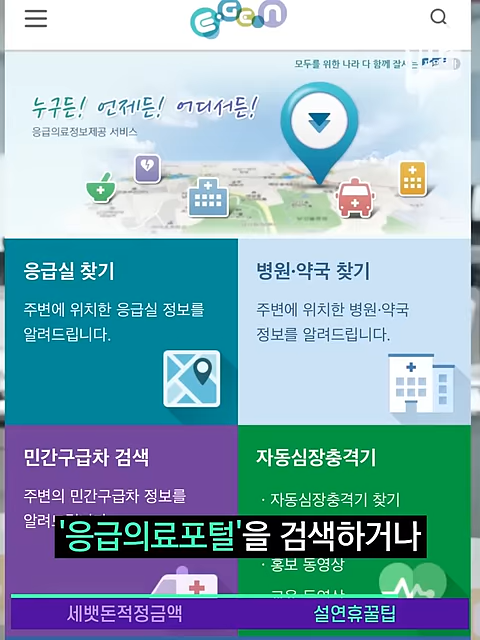 e.Gen
모두를 위한 나라 다 함께 잘사는
누구든! 언제든! 어디서든!
응급의료정보제공 서비스
응급실 찾기
주변에 위치한 응급실 정보를
알려드립니다.
병원·약국 찾기
주변에 위치한 병원·약국
정보를 알려드립니다.
민간구급차 검색
주변의 민간구급차 정보를
자동심장충격기
· 자동심장충격기 찾기
'응급의료포털'을 검색하거나
· 홍보 동영상
세뱃돈적정금액
설연휴꿀팁